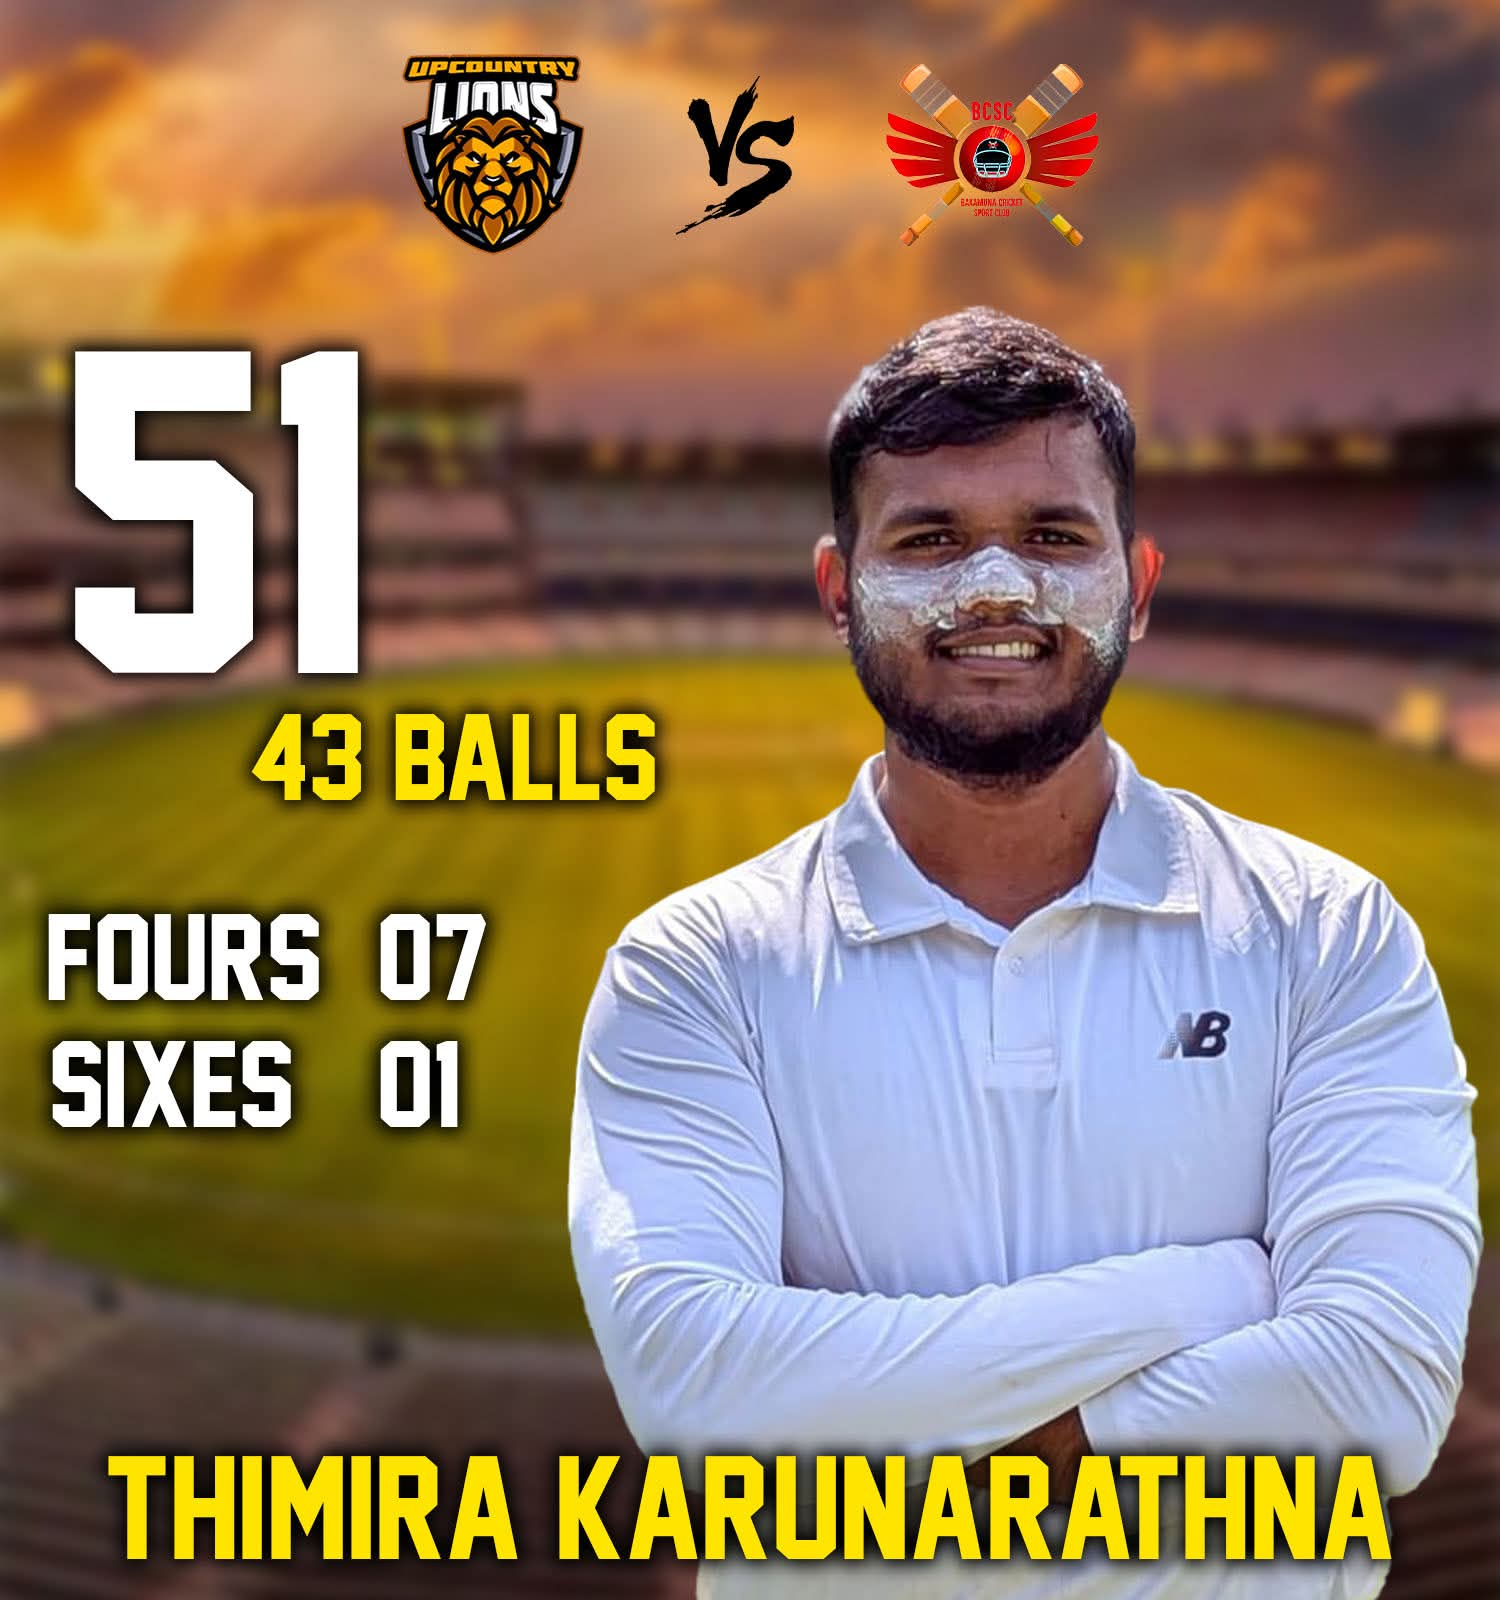 UPCOUNTRY
LIONS
VS
BCSC
BAKAMUNA CRICKET
SPORT CLUB
51
43 BALLS
FOURS 07
SIXES 01
NB
THIMIRA KARUNARATHNA